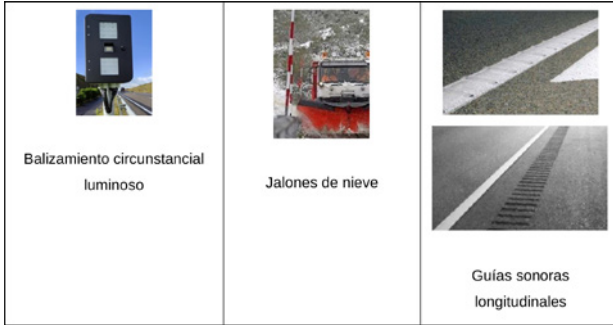 Balizamiento circunstancial
luminoso
Jalones de nieve
Guías sonoras
longitudinales